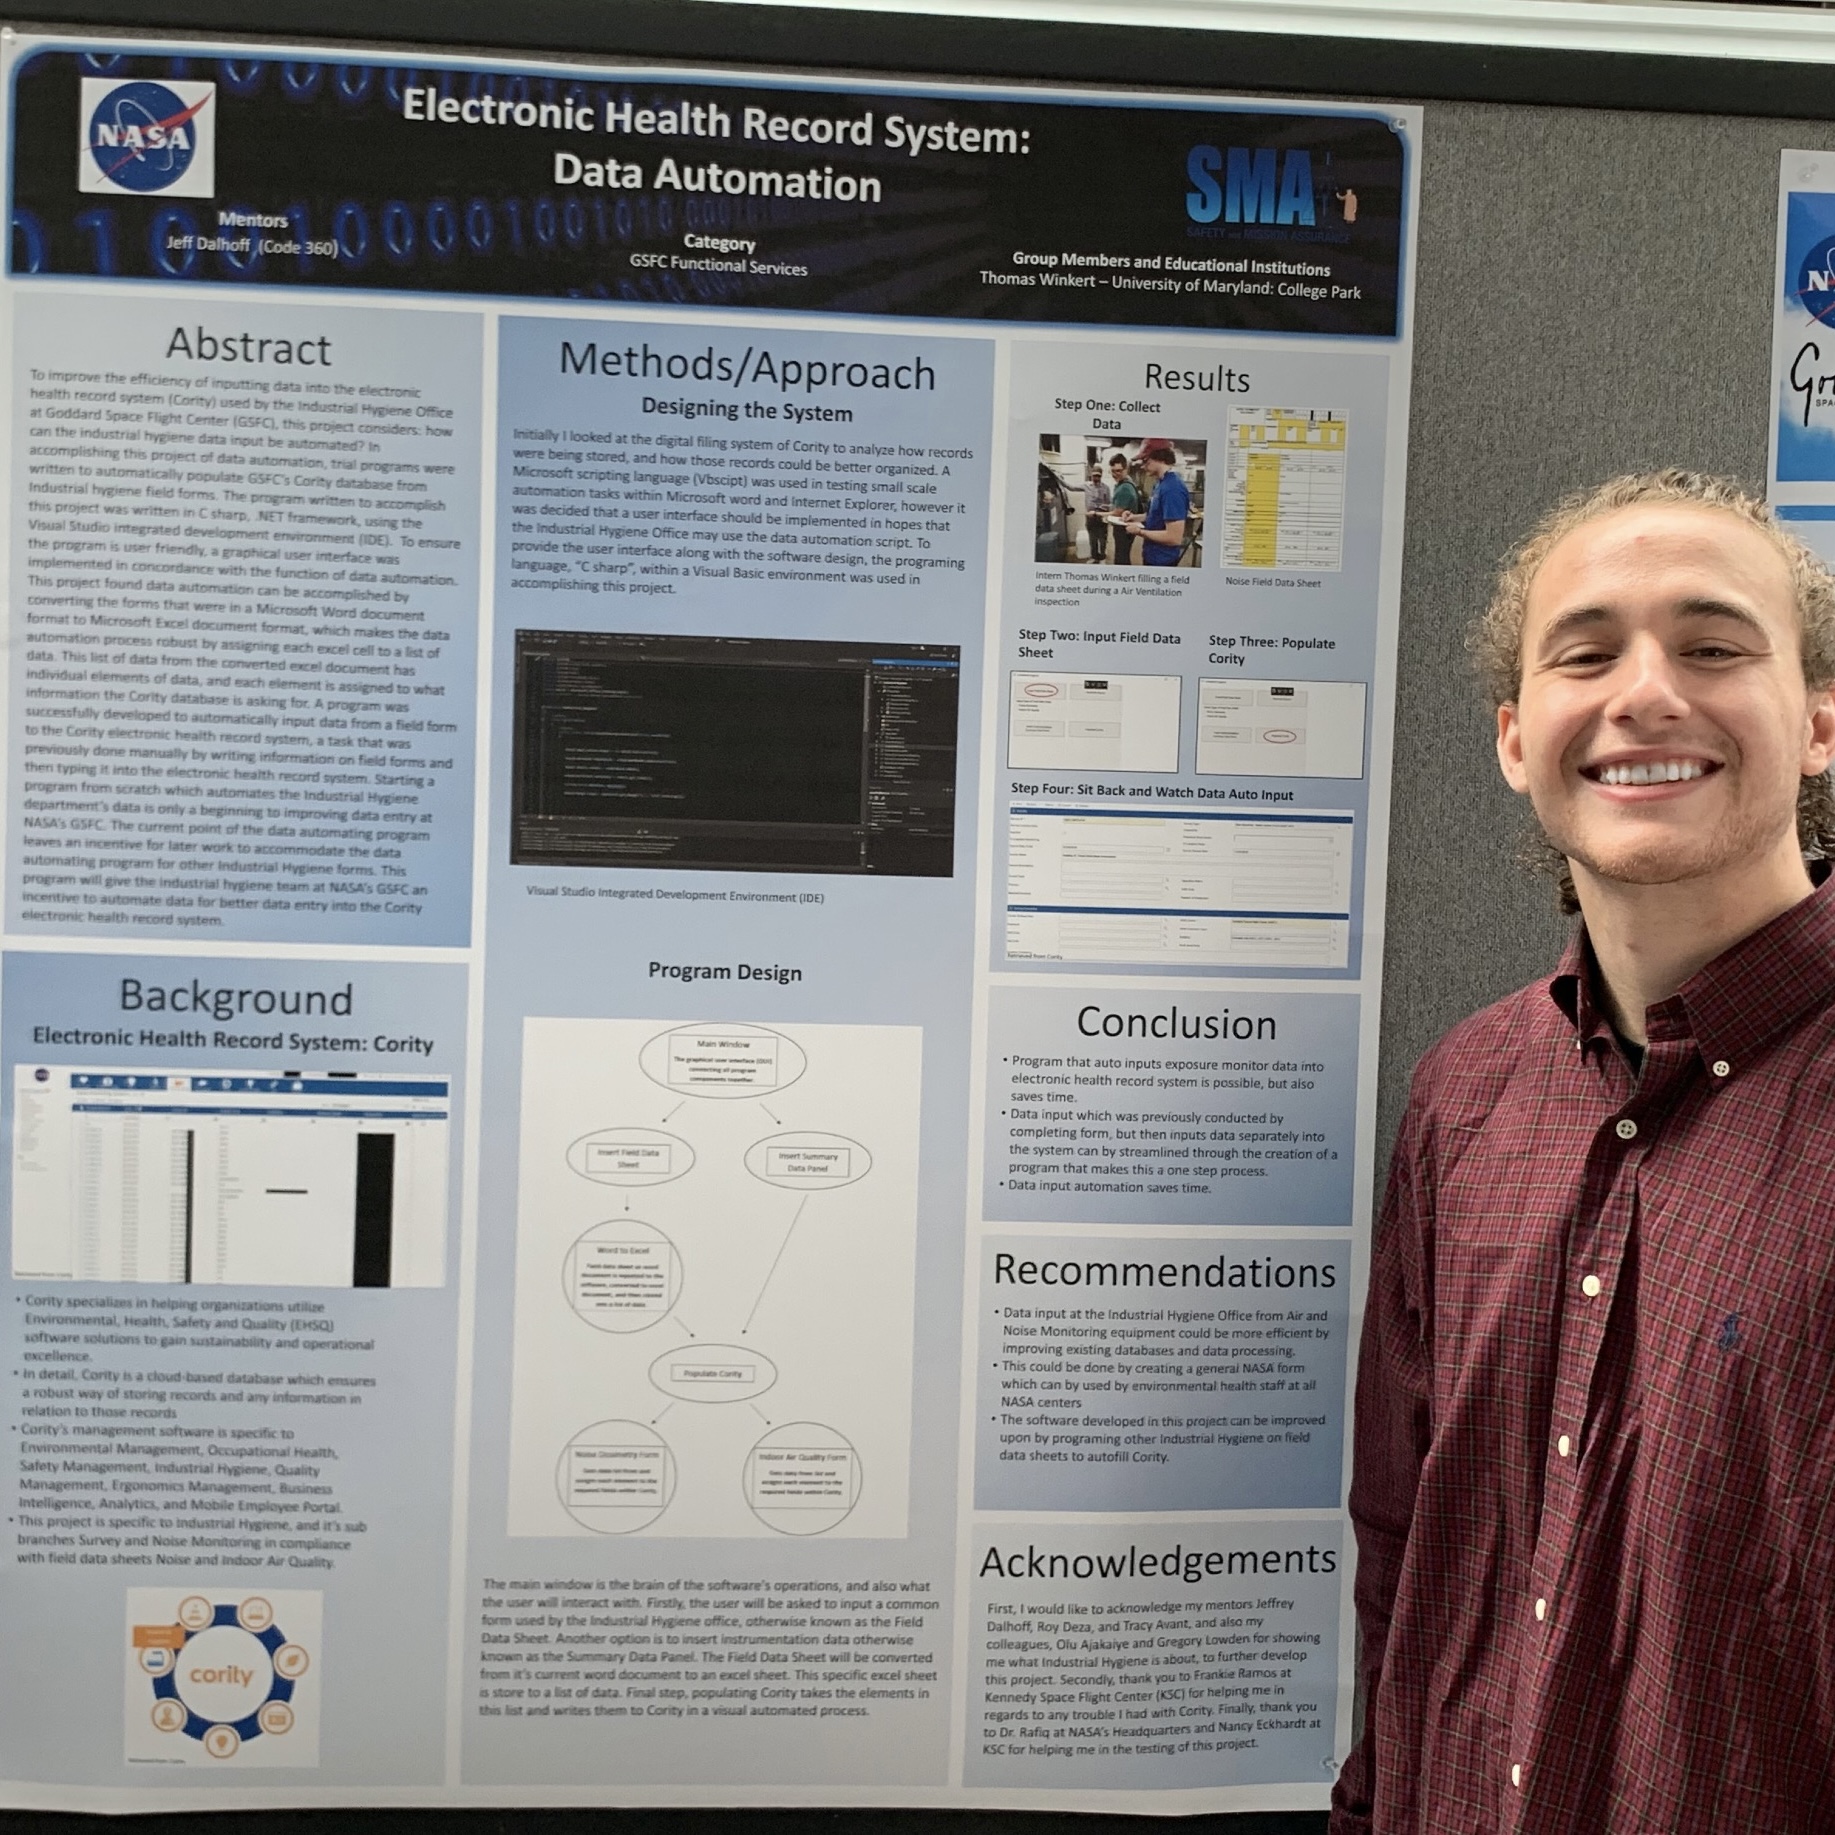 NASA
Electronic Health Record System:
Data Automation
SMA
SAFETY and MISSION ASSURANCE
Mentors
Jeff Dalhoff (Code 360)
Category
GSFC Functional Services
Group Members and Educational Institutions
Thomas Winkert – University of Maryland: College Park
Abstract
To improve the efficiency of inputting data into the electronic
health record system (Cority) used by the Industrial Hygiene Office
at Goddard Space Flight Center (GSFC), this project considers: how
can the industrial hygiene data input be automated? In
accomplishing this project of data automation, trial programs were
written to automatically populate GSFC's Cority database from
Industrial hygiene field forms. The program written to accomplish
this project was written in C sharp, .NET framework, using the
Visual Studio integrated development environment (IDE). To ensure
the program is user friendly, a graphical user interface was
implemented in concordance with the function of data automation.
This project found data automation can be accomplished by
converting the forms that were in a Microsoft Word document
format to Microsoft Excel document format, which makes the data
automation process robust by assigning each excel cell to a list of
data. This list of data from the converted excel document has
individual elements of data, and each element is assigned to what
information the Cority database is asking for. A program was
successfully developed to automatically input data from a field form
to the Cority electronic health record system, a task that was
previously done manually by writing information on field forms and
then typing it into the electronic health record system. Starting a
program from scratch which automates the Industrial Hygiene
department's data is only a beginning to improving data entry at
NASA's GSFC. The current point of the data automating program
leaves an incentive for later work to accommodate the data
automating program for other Industrial Hygiene forms. This
program will give the industrial hygiene team at NASA's GSFC an
incentive to automate data for better data entry into the Cority
electronic health record system.
Background
Electronic Health Record System: Cority
• Cority specializes in helping organizations utilize
Environmental, Health, Safety and Quality (EHSQ)
software solutions to gain sustainability and operational
excellence.
• In detail, Cority is a cloud-based database which ensures
a robust way of storing records and any information in
relation to those records
• Cority's management software is specific to
Environmental Management, Occupational Health,
Safety Management, Industrial Hygiene, Quality
Management, Ergonomics Management, Business
Intelligence, Analytics, and Mobile Employee Portal.
• This project is specific to Industrial Hygiene, and it's sub
branches Survey and Noise Monitoring in compliance
with field data sheets Noise and Indoor Air Quality.
cority
Methods/Approach
Designing the System
Initially I looked at the digital filing system of Cority to analyze how records
were being stored, and how those records could be better organized. A
Microsoft scripting language (Vbscipt) was used in testing small scale
automation tasks within Microsoft word and Internet Explorer, however it
was decided that a user interface should be implemented in hopes that
the Industrial Hygiene Office may use the data automation script. To
provide the user interface along with the software design, the programing
language, "C sharp", within a Visual Basic environment was used in
accomplishing this project.
Visual Studio Integrated Development Environment (IDE)
Program Design
Main Window
The graphical user interface (GUI)
connecting all program
components together.
Insert Field Data
Sheet
Insert Summary
Data Panel
Word to Excel
Populate Cority
Noise Dosimetry Form
Indoor Air Quality Form
The main window is the brain of the software's operations, and also what
the user will interact with. Firstly, the user will be asked to input a common
form used by the Industrial Hygiene office, otherwise known as the Field
Data Sheet. Another option is to insert instrumentation data otherwise
known as the Summary Data Panel. The Field Data Sheet will be converted
from it's current word document to an excel sheet. This specific excel sheet
is store to a list of data. Final step, populating Cority takes the elements in
this list and writes them to Cority in a visual automated process.
Results
Step One: Collect
Data
Intern Thomas Winkert filling a field
data sheet during a Air Ventilation
inspection
Noise Field Data Sheet
Step Two: Input Field Data
Sheet
Step Three: Populate
Cority
Step Four: Sit Back and Watch Data Auto Input
Retrieved from Cority
Conclusion
• Program that auto inputs exposure monitor data into
electronic health record system is possible, but also
saves time.
• Data input which was previously conducted by
completing form, but then inputs data separately into
the system can by streamlined through the creation of a
program that makes this a one step process.
• Data input automation saves time.
Recommendations
• Data input at the Industrial Hygiene Office from Air and
Noise Monitoring equipment could be more efficient by
improving existing databases and data processing.
• This could be done by creating a general NASA form
which can by used by environmental health staff at all
NASA centers
• The software developed in this project can be improved
upon by programing other Industrial Hygiene on field
data sheets to autofill Cority.
Acknowledgements
First, I would like to acknowledge my mentors Jeffrey
Dalhoff, Roy Deza, and Tracy Avant, and also my
colleagues, Olu Ajakaiye and Gregory Lowden for showing
me what Industrial Hygiene is about, to further develop
this project. Secondly, thank you to Frankie Ramos at
Kennedy Space Flight Center (KSC) for helping me in
regards to any trouble I had with Cority. Finally, thank you
to Dr. Rafiq at NASA's Headquarters and Nancy Eckhardt at
KSC for helping me in the testing of this project.